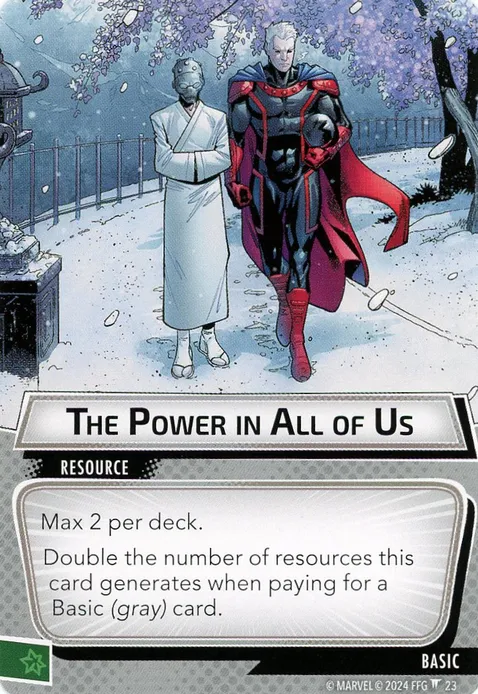 THE POWER IN ALL OF US
RESOURCE
Max 2 per deck.
Double the number of resources this
card generates when paying for a
Basic (gray) card.
BASIC
© MARVEL © 2024 FFG 23